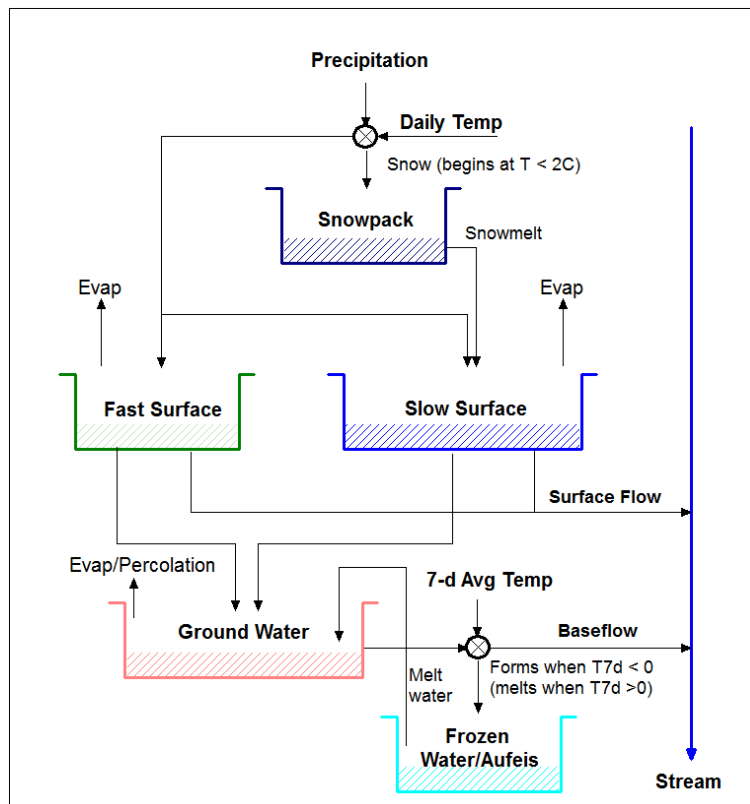 Precipitation
Daily Temp
Snow (begins at T < 2C)
Snowpack
Snowmelt
Evap
Evap
Fast Surface
Slow Surface
Surface Flow
Evap/Percolation
7-d Avg Temp
Ground Water
Baseflow
Melt
water
Forms when T7d < 0
(melts when T7d >0)
Frozen
Water/Aufeis
Stream